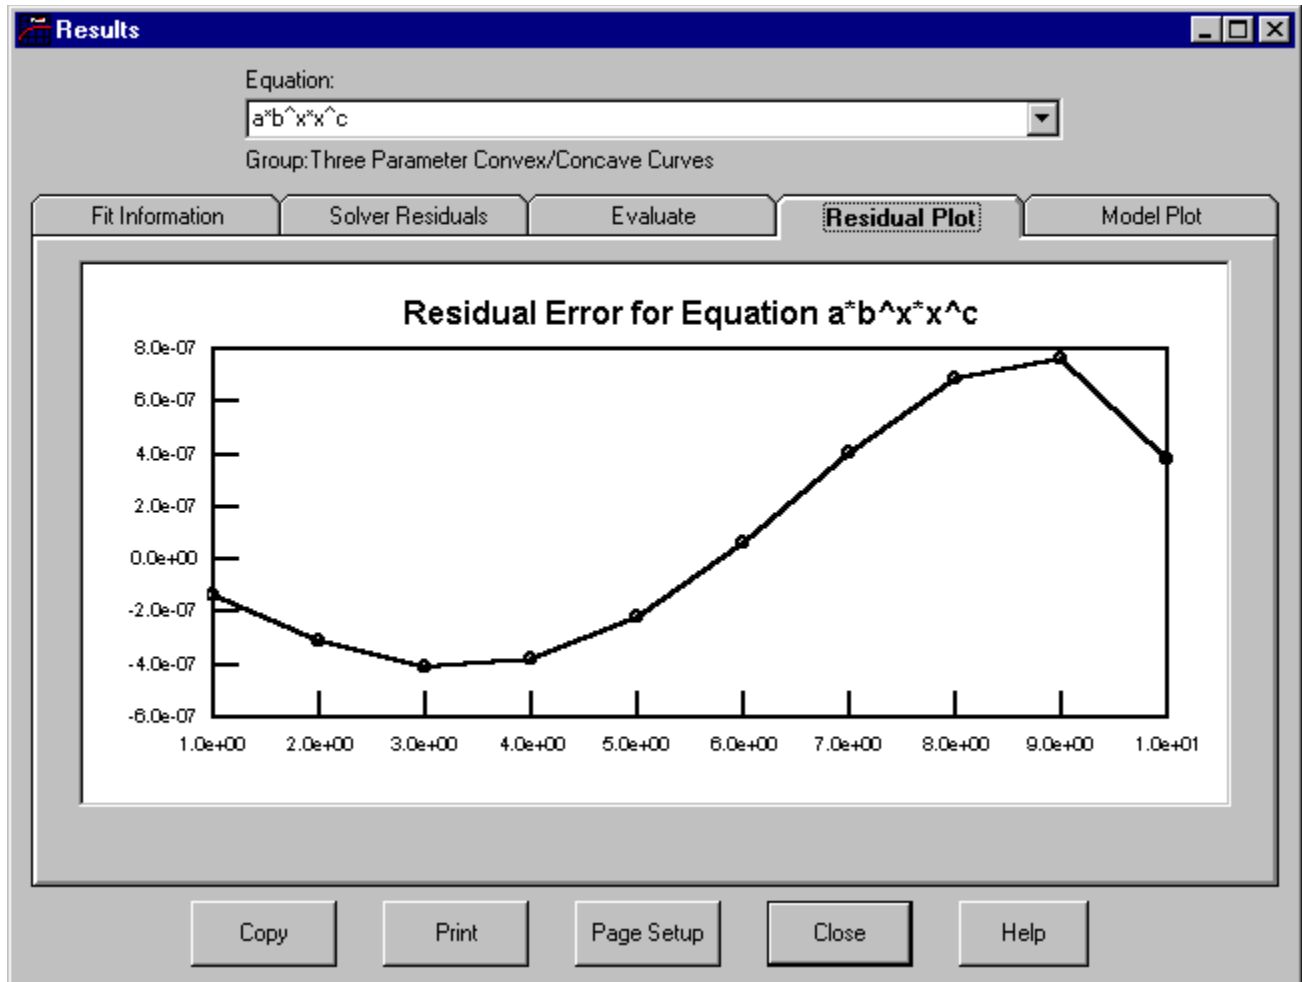 Results
Equation:
a*b^x*x^c
Group: Three Parameter Convex/Concave Curves
Fit Information Solver Residuals Evaluate Residual Plot Model Plot
Residual Error for Equation a*b^x*x^c
8.0e-07
6.0e-07
4.0e-07
2.0e-07
0.0e+00
-2.0e-07
-4.0e-07
-6.0e-07
1.0e+00 2.0e+00 3.0e+00 4.0e+00 5.0e+00 6.0e+00 7.0e+00 8.0e+00 9.0e+00 1.0e+01
Copy Print Page Setup Close Help